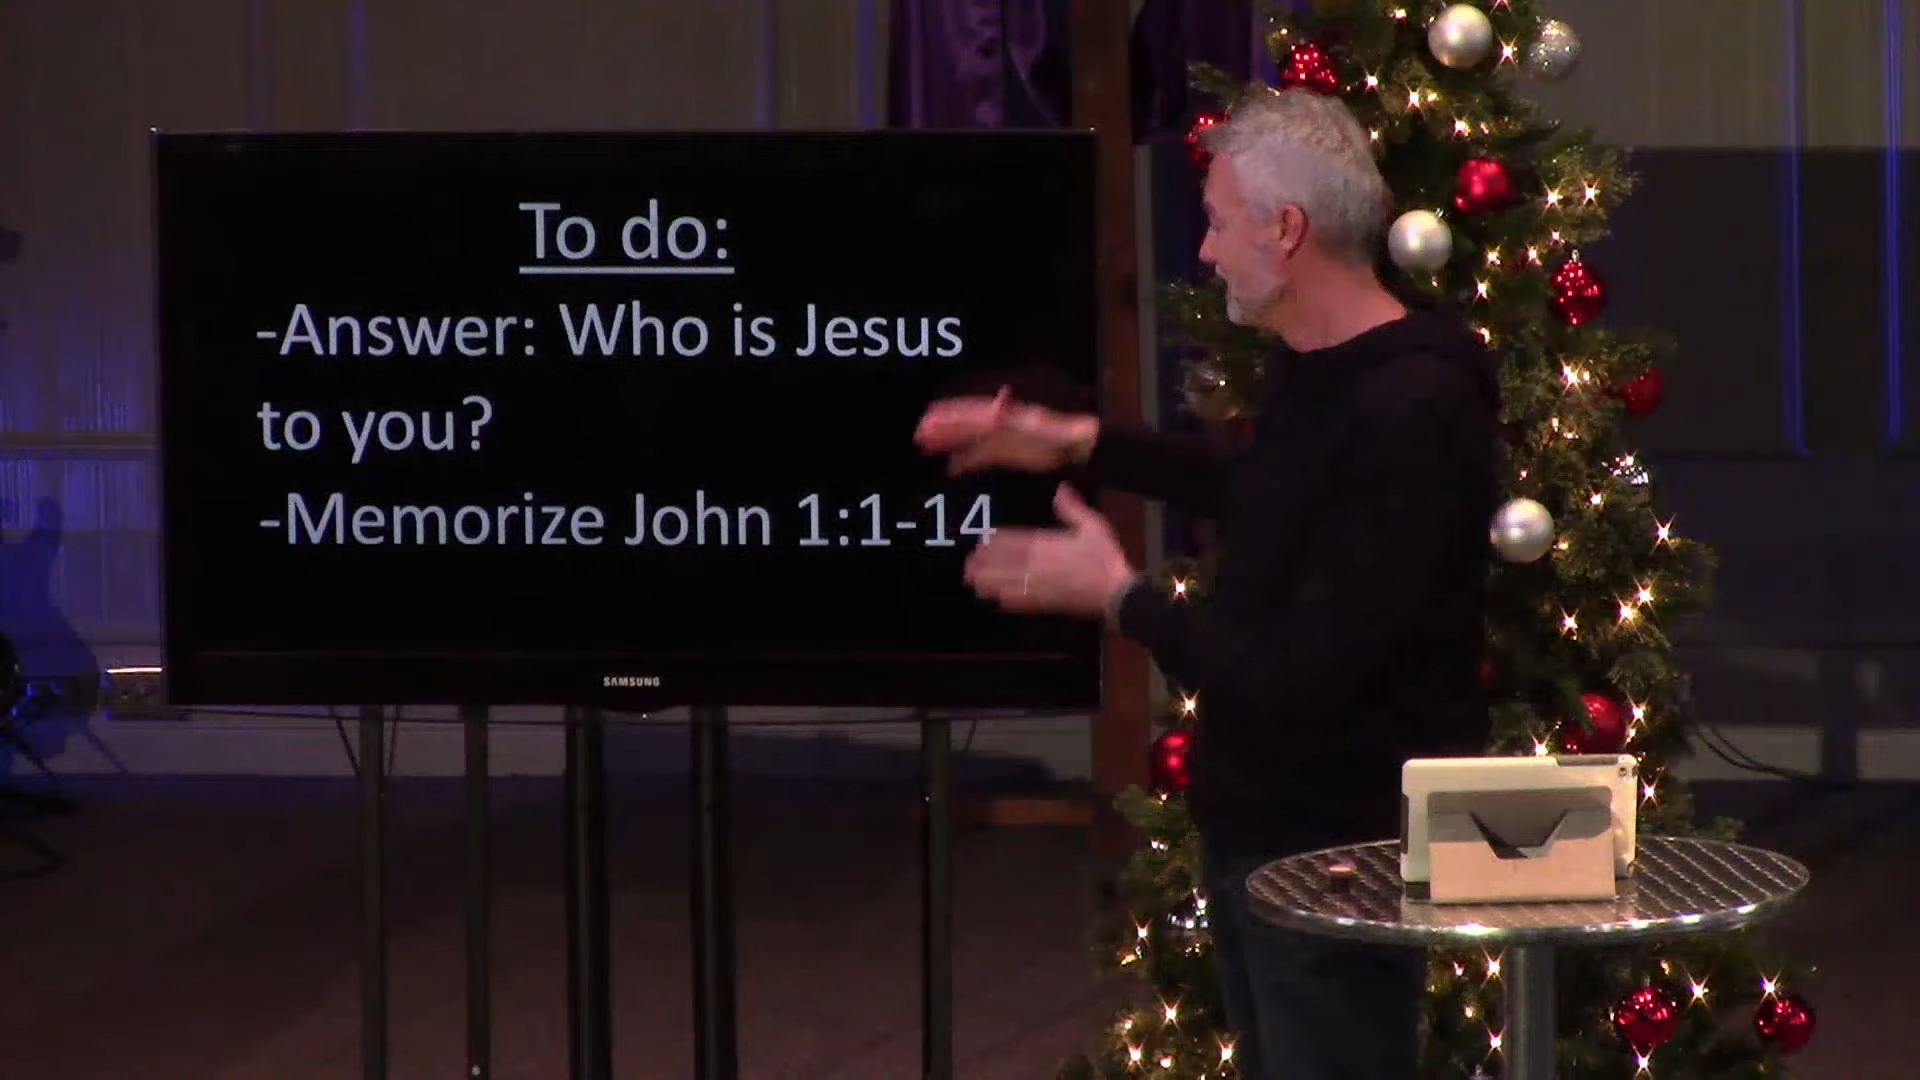 To do:
-Answer: Who is Jesus
to you?
-Memorize John 1:1-14
SAMSUNG